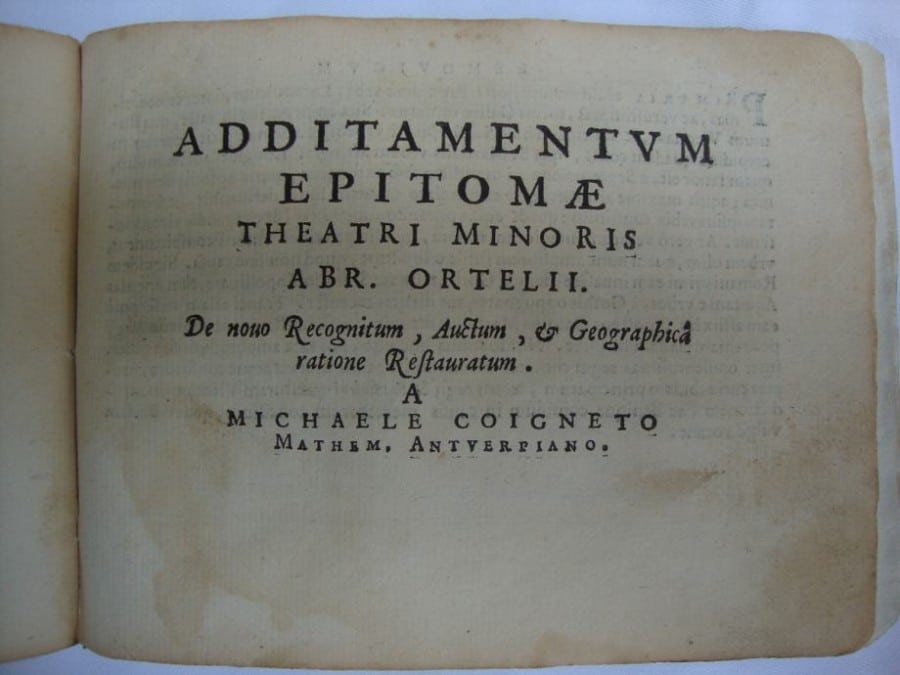 ADDITAMENTVM
EPITOMÆ
THEATRI MINORIS
ABR. ORTELII.
De nouo Recognitum, Auctum, & Geographicâ
ratione Reſtauratum.
A
MICHAELE COIGNETO
MATHEM. ANTVERPIANO.